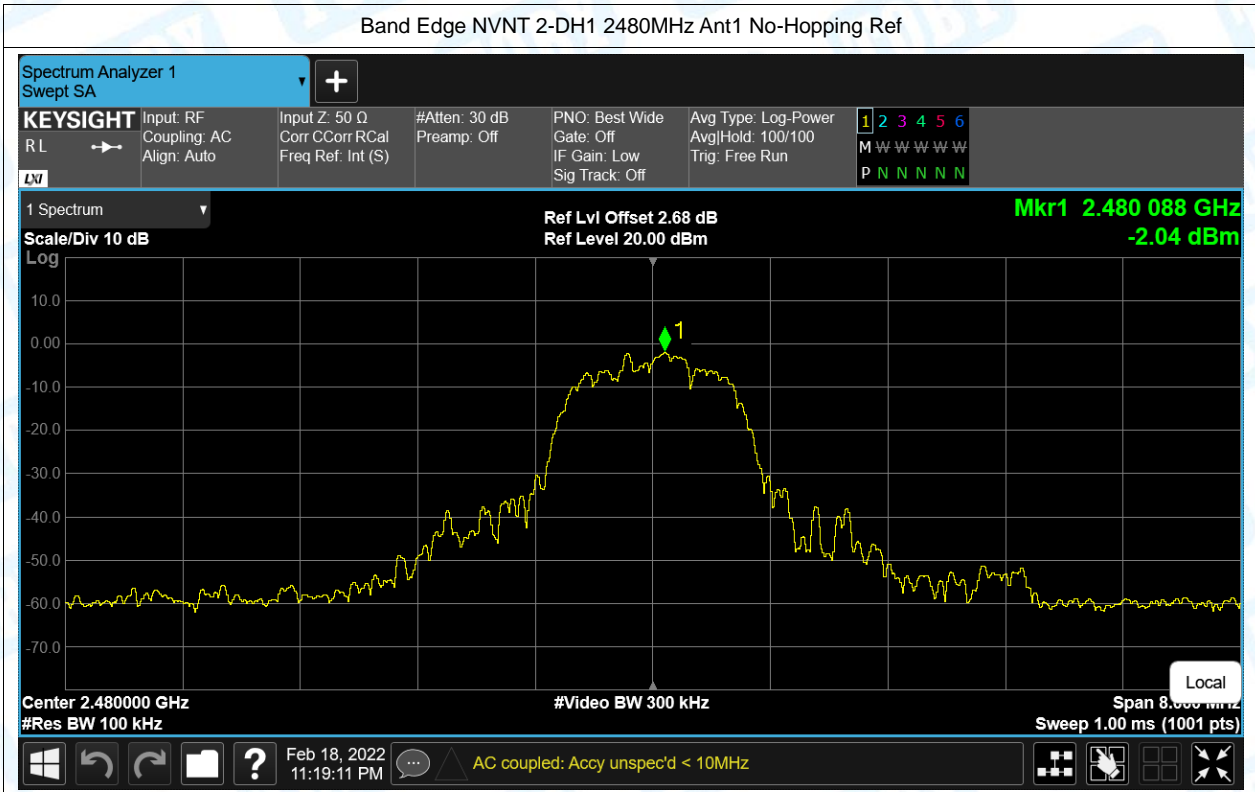 Band Edge NVNT 2-DH1 2480MHz Ant1 No-Hopping Ref
Spectrum Analyzer 1
Swept SA
+
KEYSIGHT
RL
LXI
Input: RF
Coupling: AC
Align: Auto
Input Z: 50 Ω
Corr CCorr RCal
Freq Ref: Int (S)
#Atten: 30 dB
Preamp: Off
PNO: Best Wide
Gate: Off
IF Gain: Low
Sig Track: Off
Avg Type: Log-Power
Avg|Hold: 100/100
Trig: Free Run
1 2 3 4 5 6
M W W W W W
P N N N N N
1 Spectrum
Scale/Div 10 dB
Ref Lvl Offset 2.68 dB
Ref Level 20.00 dBm
Mkr1 2.480 088 GHz
-2.04 dBm
Log
10.0
0.00
-10.0
-20.0
-30.0
-40.0
-50.0
-60.0
-70.0
1
Local
Center 2.480000 GHz
#Video BW 300 kHz
Span 8.000 MHz
#Res BW 100 kHz
Sweep 1.00 ms (1001 pts)
?
Feb 18, 2022
11:19:11 PM
AC coupled: Accy unspec'd < 10MHz